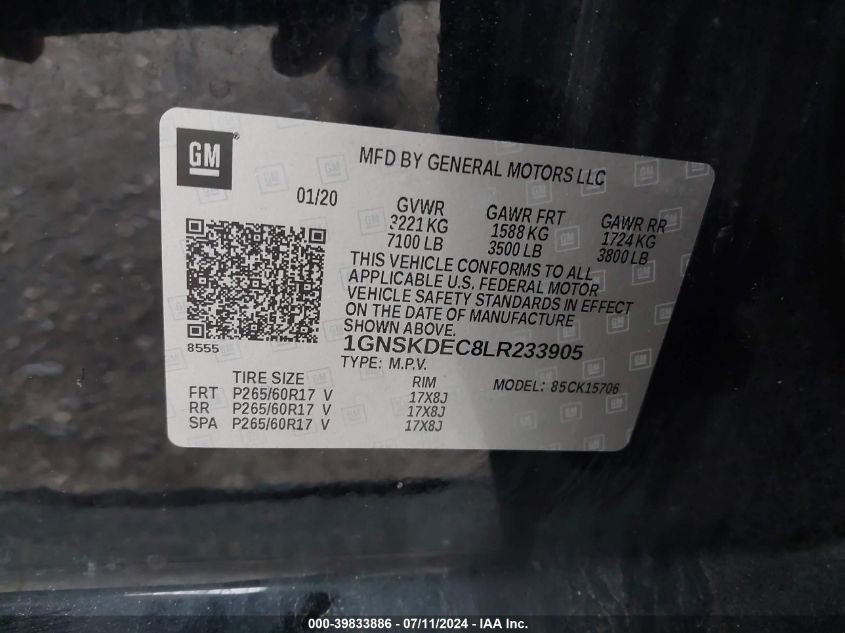 GM
MFD BY GENERAL MOTORS LLC
01/20
GVWR GAWR FRT GAWR RR
3221 KG 1588 KG 1724 KG
7100 LB 3500 LB 3800 LB
THIS VEHICLE CONFORMS TO ALL
APPLICABLE U.S. FEDERAL MOTOR
VEHICLE SAFETY STANDARDS IN EFFECT
ON THE DATE OF MANUFACTURE
SHOWN ABOVE.
8555
1GNSKDEC8LR233905
TYPE: M.P.V.
TIRE SIZE RIM MODEL: 85CK15706
FRT P265/60R17 V 17X8J
RR P265/60R17 V 17X8J
SPA P265/60R17 V 17X8J
000-39833886 / 07/11/2024 - IAA Inc.